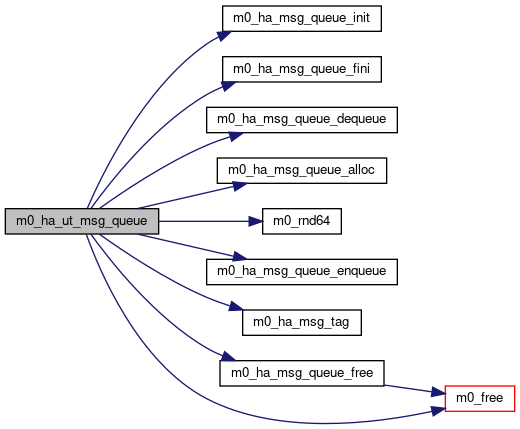 m0_ha_msg_queue_init
m0_ha_msg_queue_fini
m0_ha_msg_queue_dequeue
m0_ha_msg_queue_alloc
m0_ha_ut_msg_queue
m0_rnd64
m0_ha_msg_queue_enqueue
m0_ha_msg_tag
m0_ha_msg_queue_free
m0_free